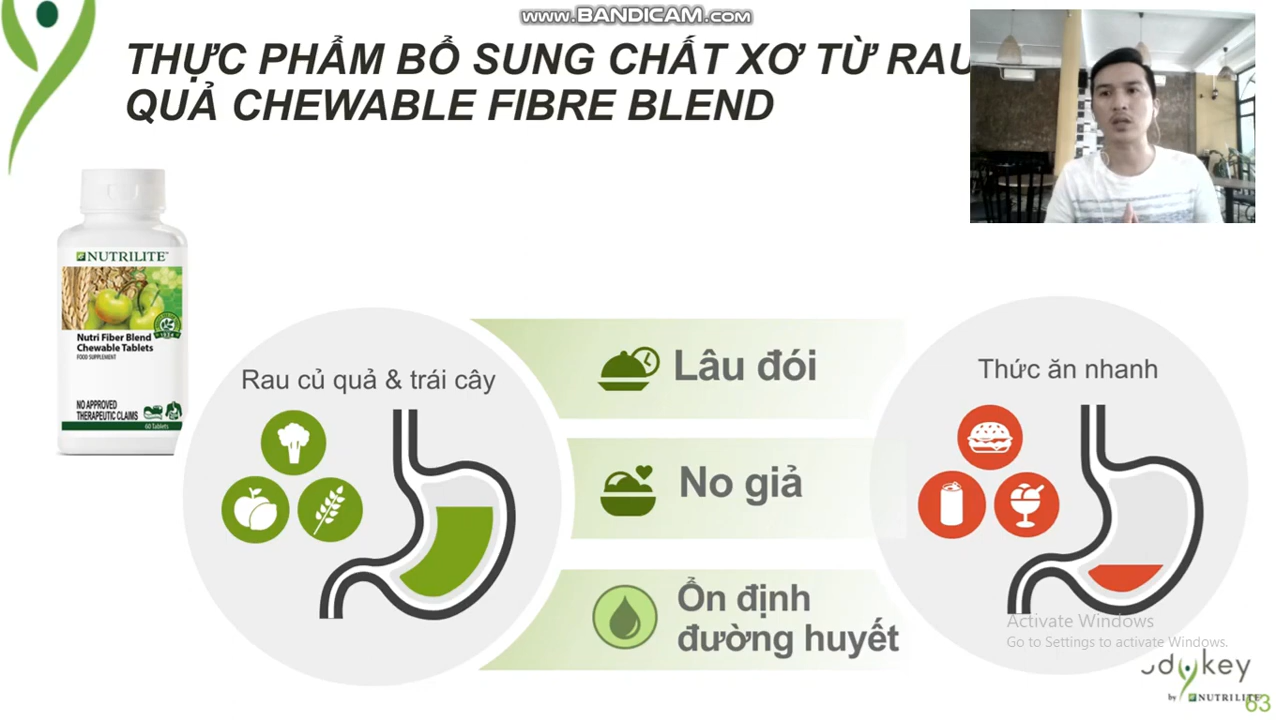 www.BANDICAM.com
THỰC PHẨM BỔ SUNG CHẤT XƠ TỪ RAU
QUẢ CHEWABLE FIBRE BLEND
NUTRILITE™
Nutri Fiber Blend
Chewable Tablets
FOOD SUPPLEMENT
NO APPROVED
THERAPEUTIC CLAIMS
60 Tablets
Rau củ quả & trái cây
Lâu đói
No giả
Ổn định
đường huyết
Thức ăn nhanh
Activate Windows
Go to Settings to activate Windows.
dykey
by NUTRILITE
63